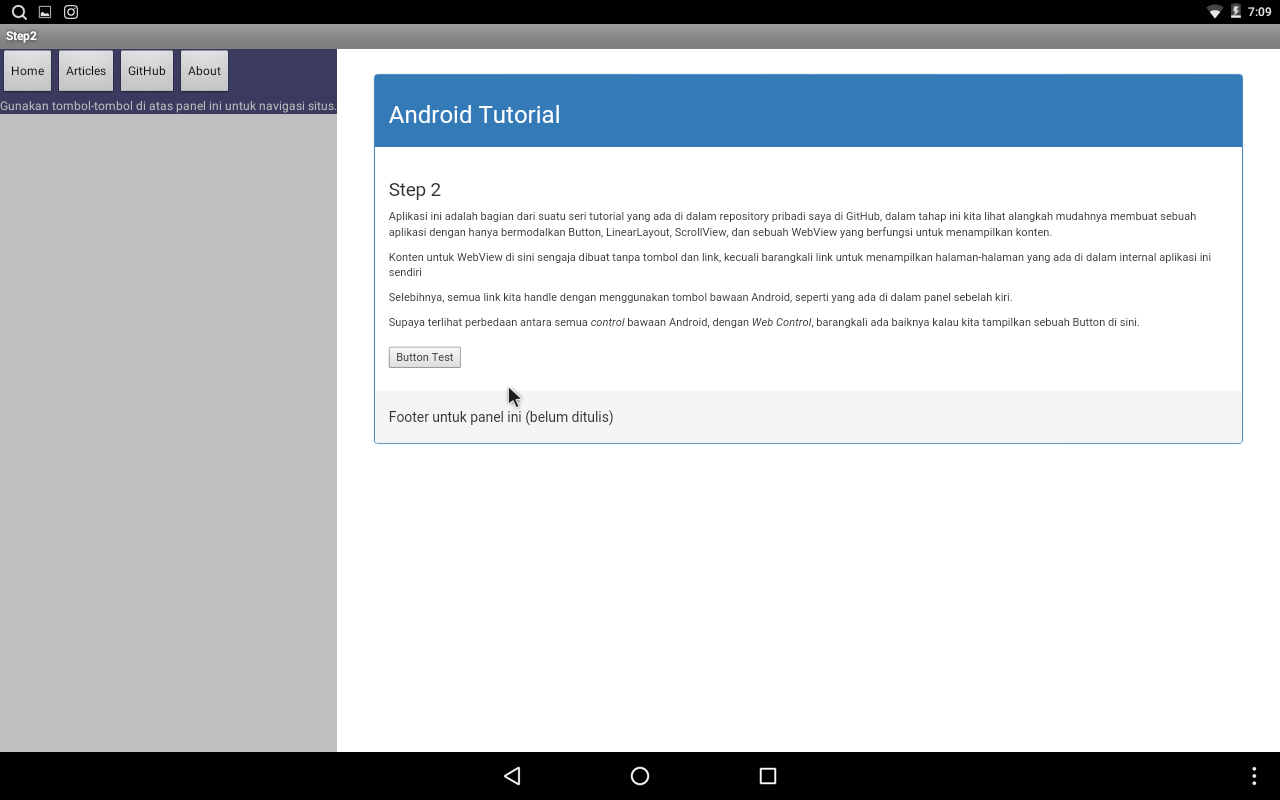 7:09
Step2
Home Articles GitHub About
Gunakan tombol-tombol di atas panel ini untuk navigasi situs.
Android Tutorial
Step 2
Aplikasi ini adalah bagian dari suatu seri tutorial yang ada di dalam repository pribadi saya di GitHub, dalam tahap ini kita lihat alangkah mudahnya membuat sebuah
aplikasi dengan hanya bermodalkan Button, LinearLayout, ScrollView, dan sebuah WebView yang berfungsi untuk menampilkan konten.
Konten untuk WebView di sini sengaja dibuat tanpa tombol dan link, kecuali barangkali link untuk menampilkan halaman-halaman yang ada di dalam internal aplikasi ini
sendiri
Selebihnya, semua link kita handle dengan menggunakan tombol bawaan Android, seperti yang ada di dalam panel sebelah kiri.
Supaya terlihat perbedaan antara semua control bawaan Android, dengan Web Control, barangkali ada baiknya kalau kita tampilkan sebuah Button di sini.
Button Test
Footer untuk panel ini (belum ditulis)